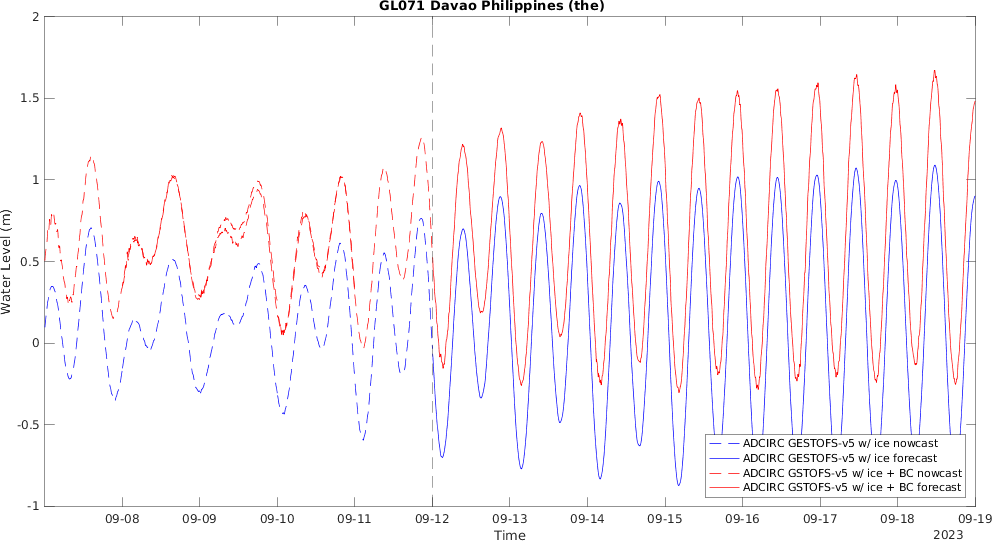 GL071 Davao Philippines (the)
2
1.5
1
0.5
0
-0.5
-1
Water Level (m)
09-08
09-09
09-10
09-11
09-12
09-13
09-14
09-15
09-16
09-17
09-18
09-19
Time
2023
ADCIRC GESTOFS-v5 w/ ice nowcast
ADCIRC GESTOFS-v5 w/ ice forecast
ADCIRC GSTOFS-v5 w/ ice + BC nowcast
ADCIRC GSTOFS-v5 w/ ice + BC forecast